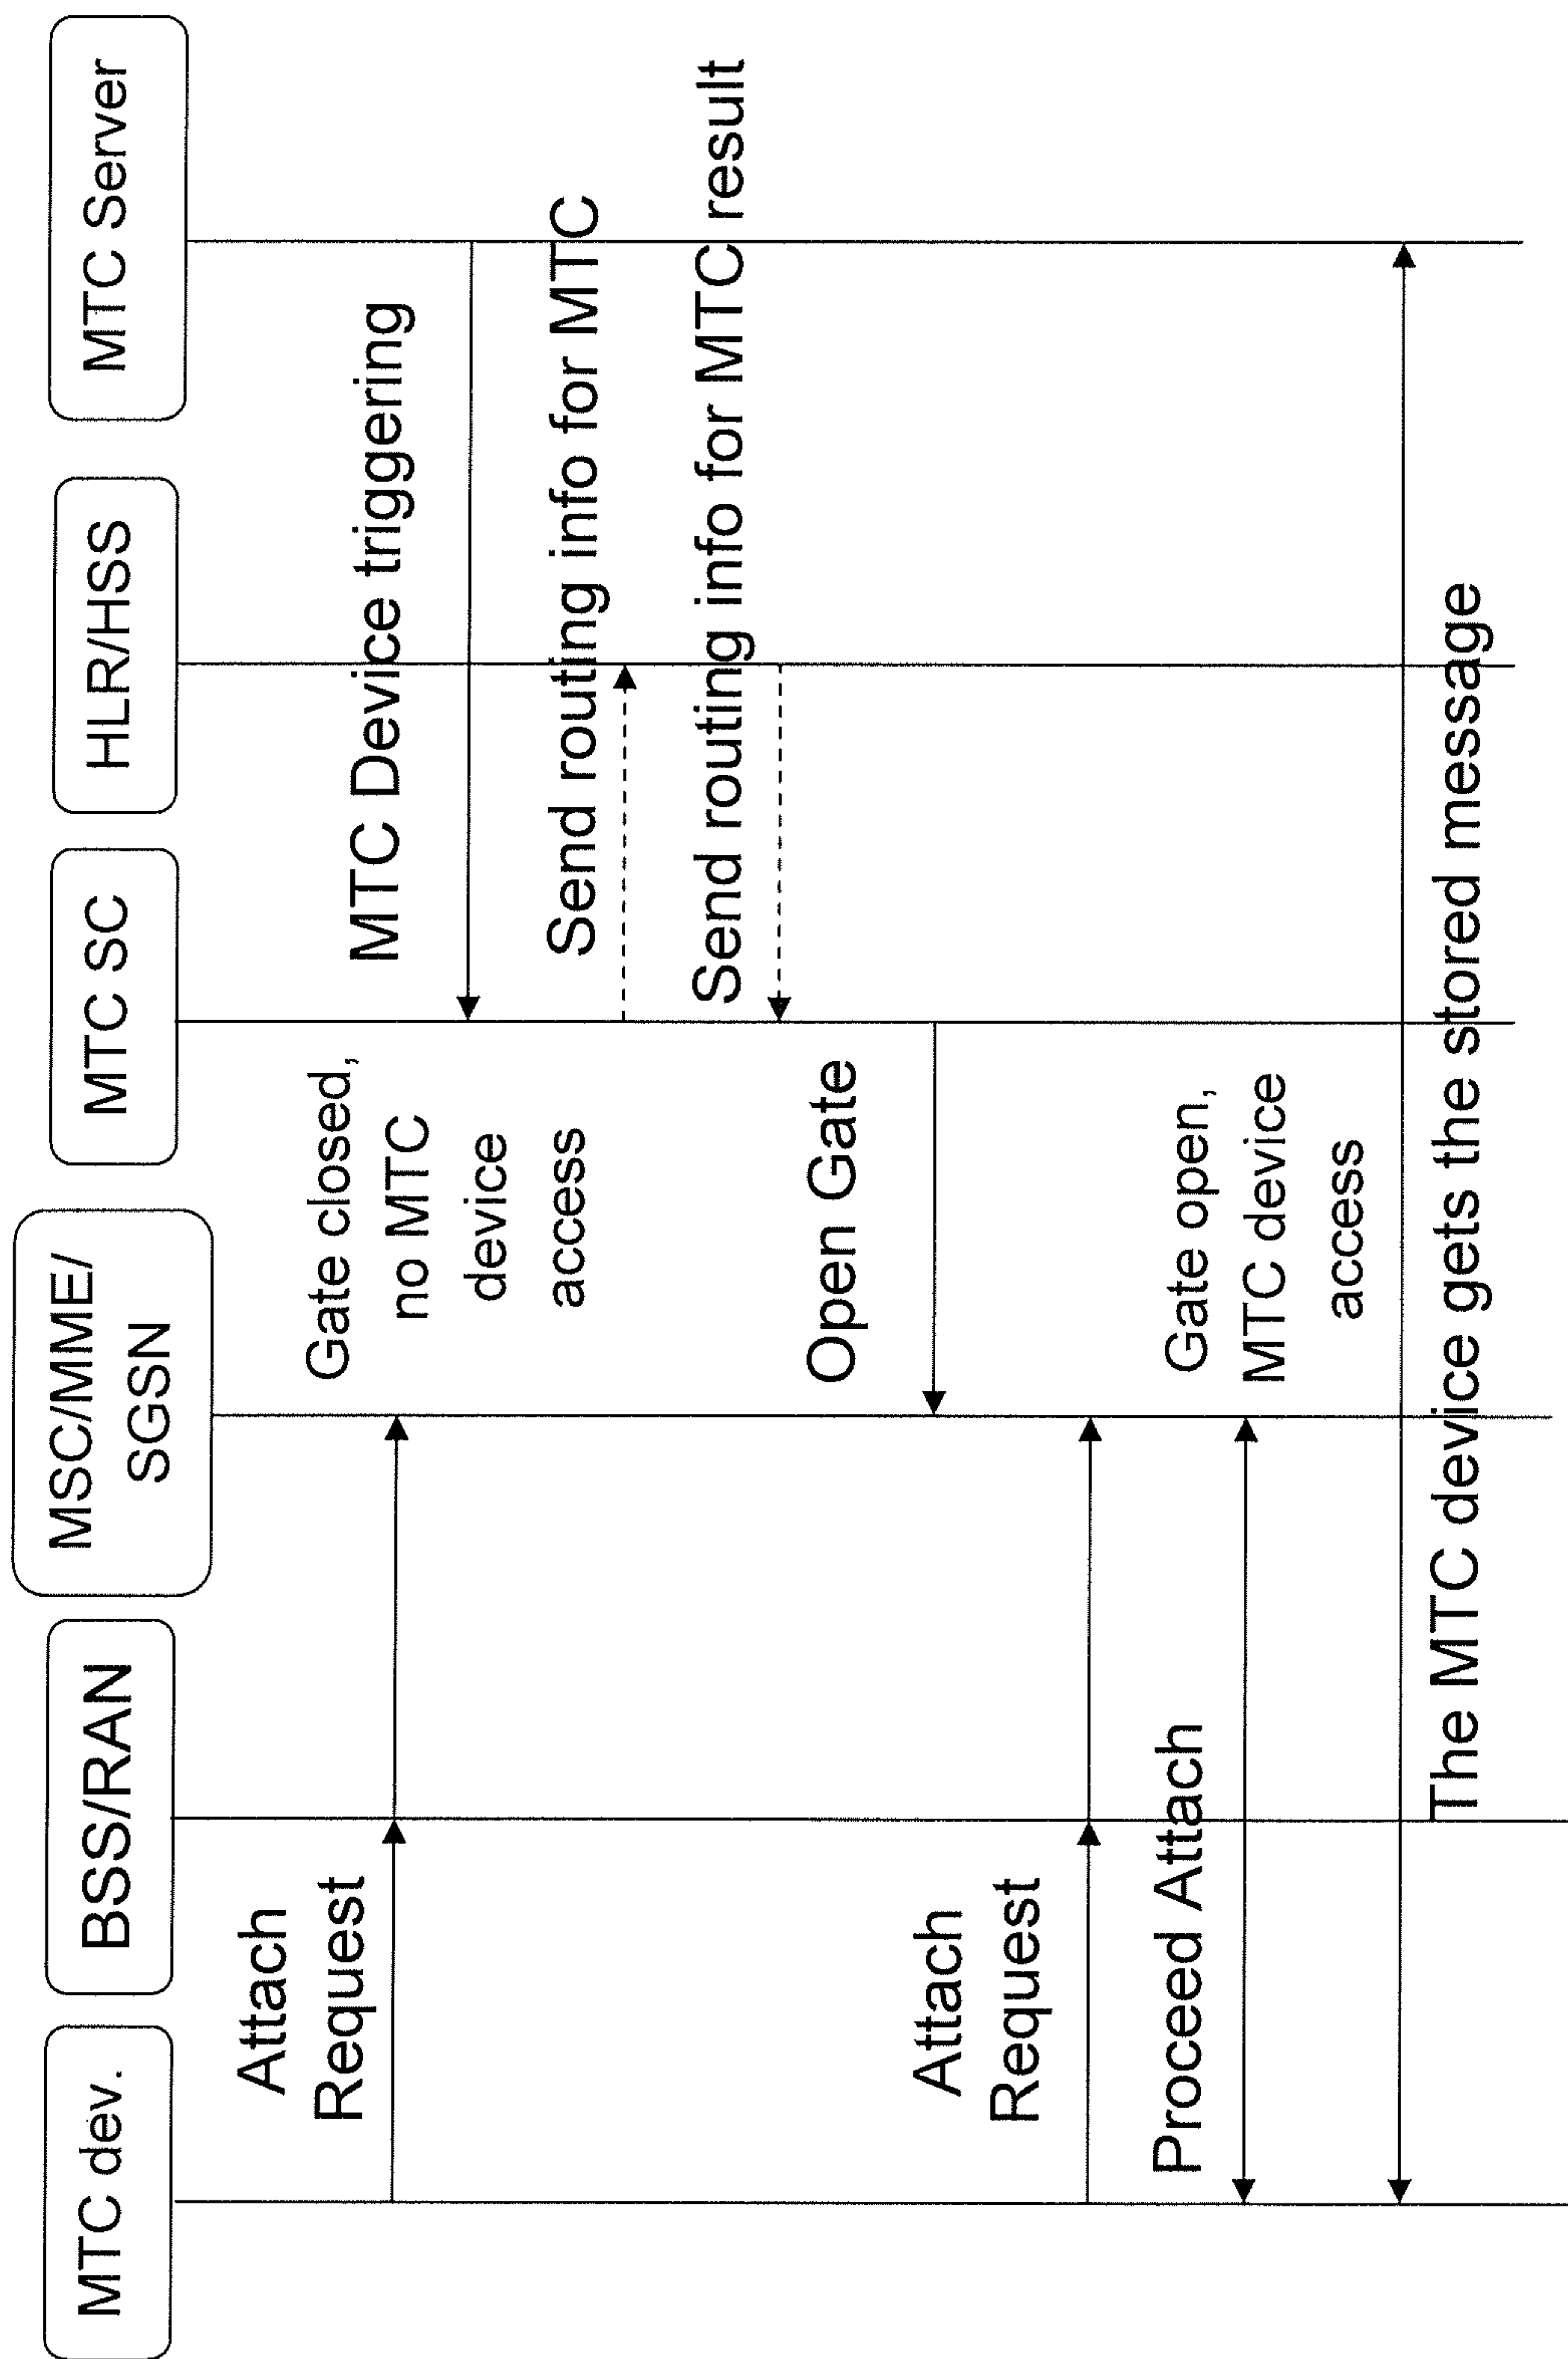 MTC dev.
BSS/RAN
MSC/MME/
SGSN
MTC SC
HLR/HSS
MTC Server
Attach
Request
Gate closed,
no MTC
device
access
MTC Device triggering
Send routing info for MTC
Send routing info for MTC result
Open Gate
Attach
Request
Proceed Attach
Gate open,
MTC device
access
The MTC device gets the stored message